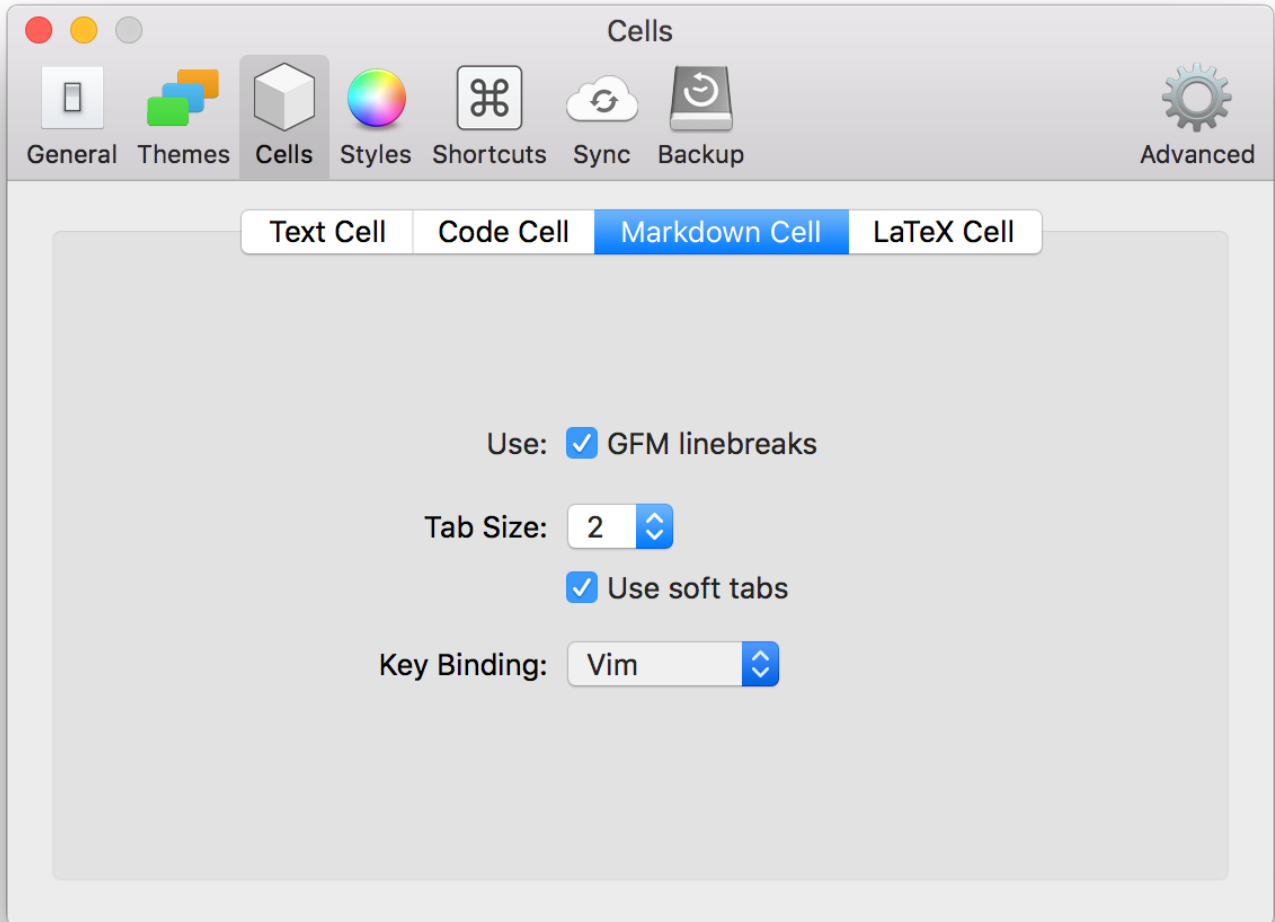 Cells
General Themes Cells Styles Shortcuts Sync Backup Advanced
Text Cell Code Cell Markdown Cell LaTeX Cell
Use: GFM linebreaks
Tab Size: 2
Use soft tabs
Key Binding: Vim